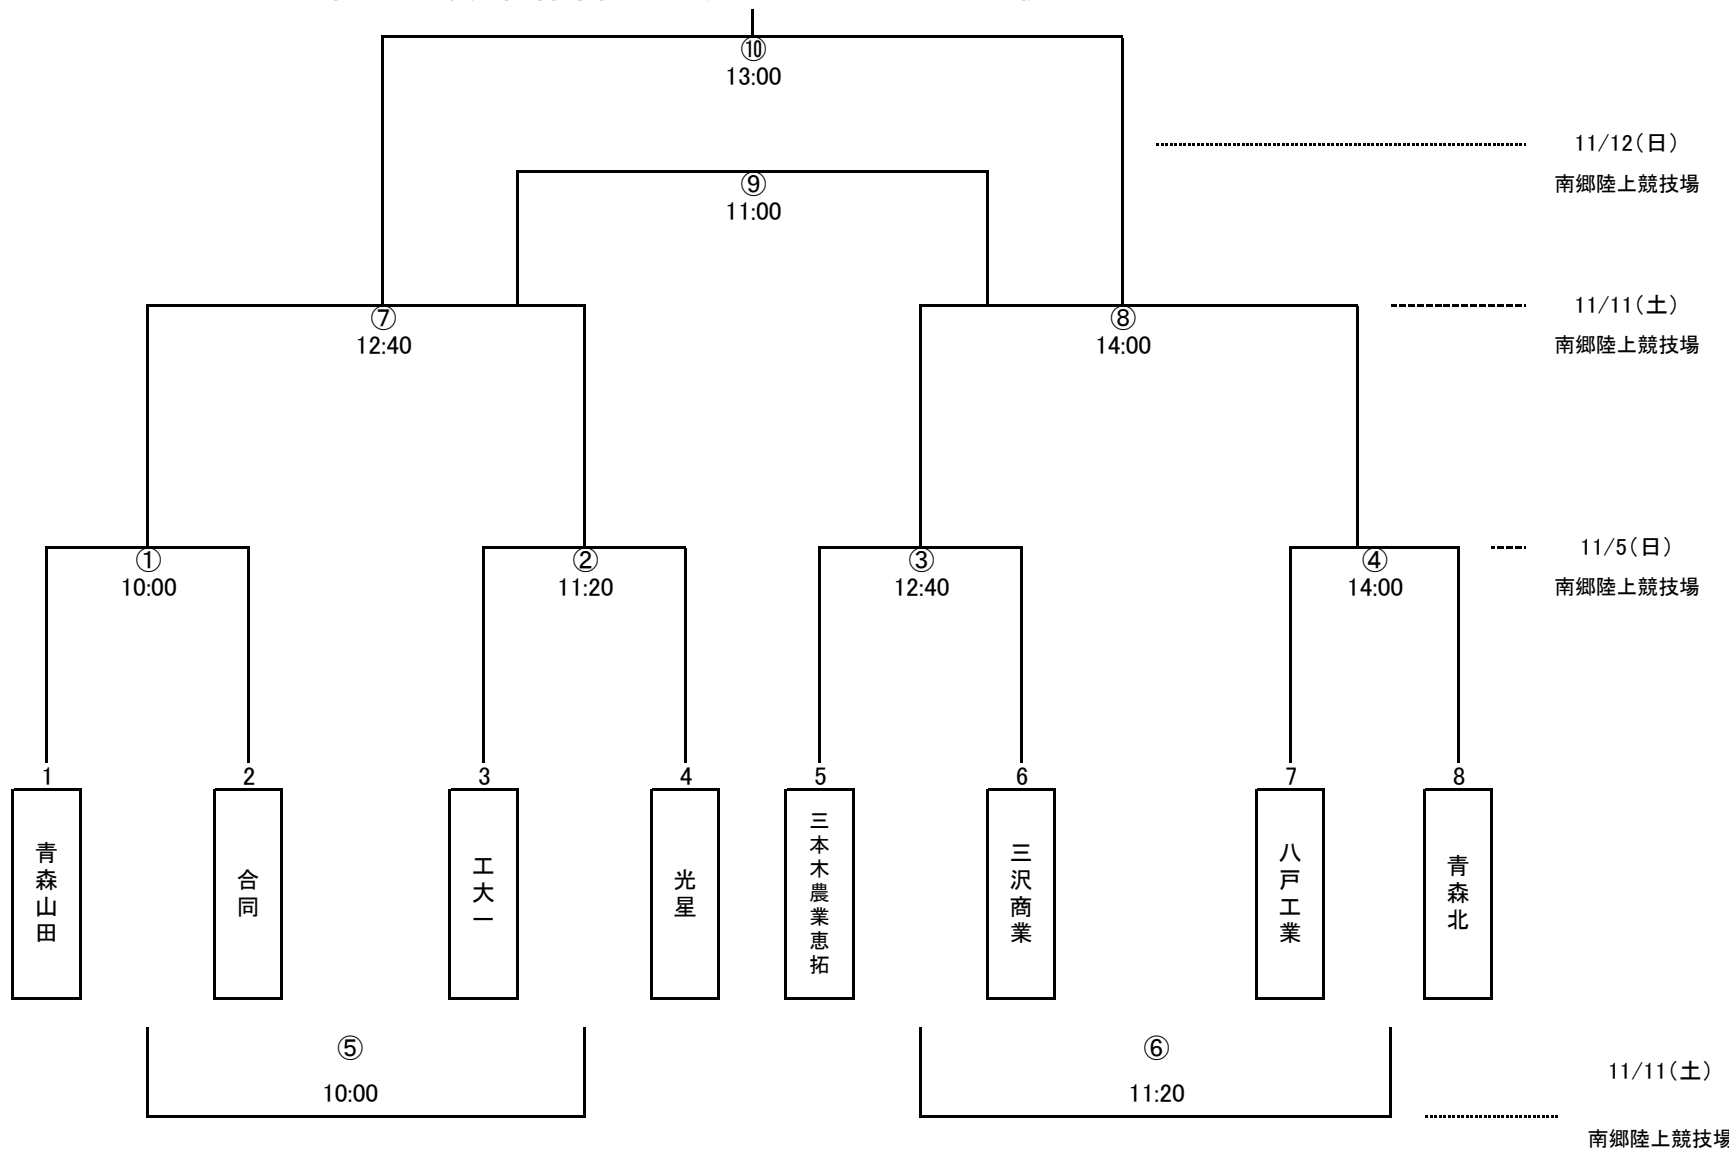 ⑩
13:00
11/12(日)
南郷陸上競技場
⑨
11:00
11/11(土)
南郷陸上競技場
⑦
12:40
⑧
14:00
11/5(日)
南郷陸上競技場
①
10:00
②
11:20
③
12:40
④
14:00
1
2
3
4
5
6
7
8
青森山田
合同
工大一
光星
三本木農業恵拓
三沢商業
八戸工業
青森北
⑤
10:00
⑥
11:20
11/11(土)
南郷陸上競技場